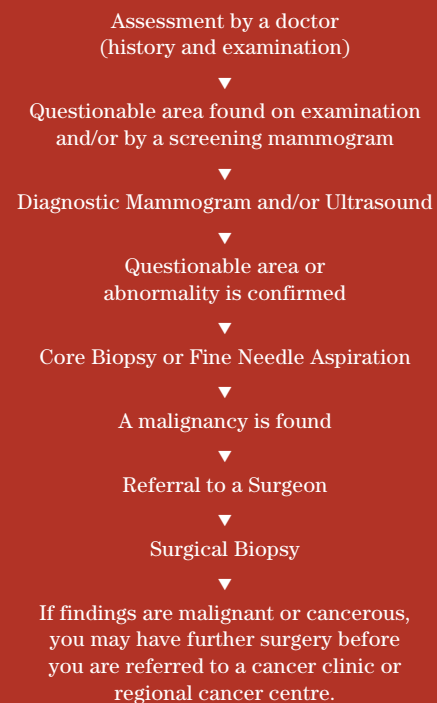 Assessment by a doctor
(history and examination)
▼
Questionable area found on examination
and/or by a screening mammogram
▼
Diagnostic Mammogram and/or Ultrasound
▼
Questionable area or
abnormality is confirmed
▼
Core Biopsy or Fine Needle Aspiration
▼
A malignancy is found
▼
Referral to a Surgeon
▼
Surgical Biopsy
▼
If findings are malignant or cancerous,
you may have further surgery before
you are referred to a cancer clinic or
regional cancer centre.